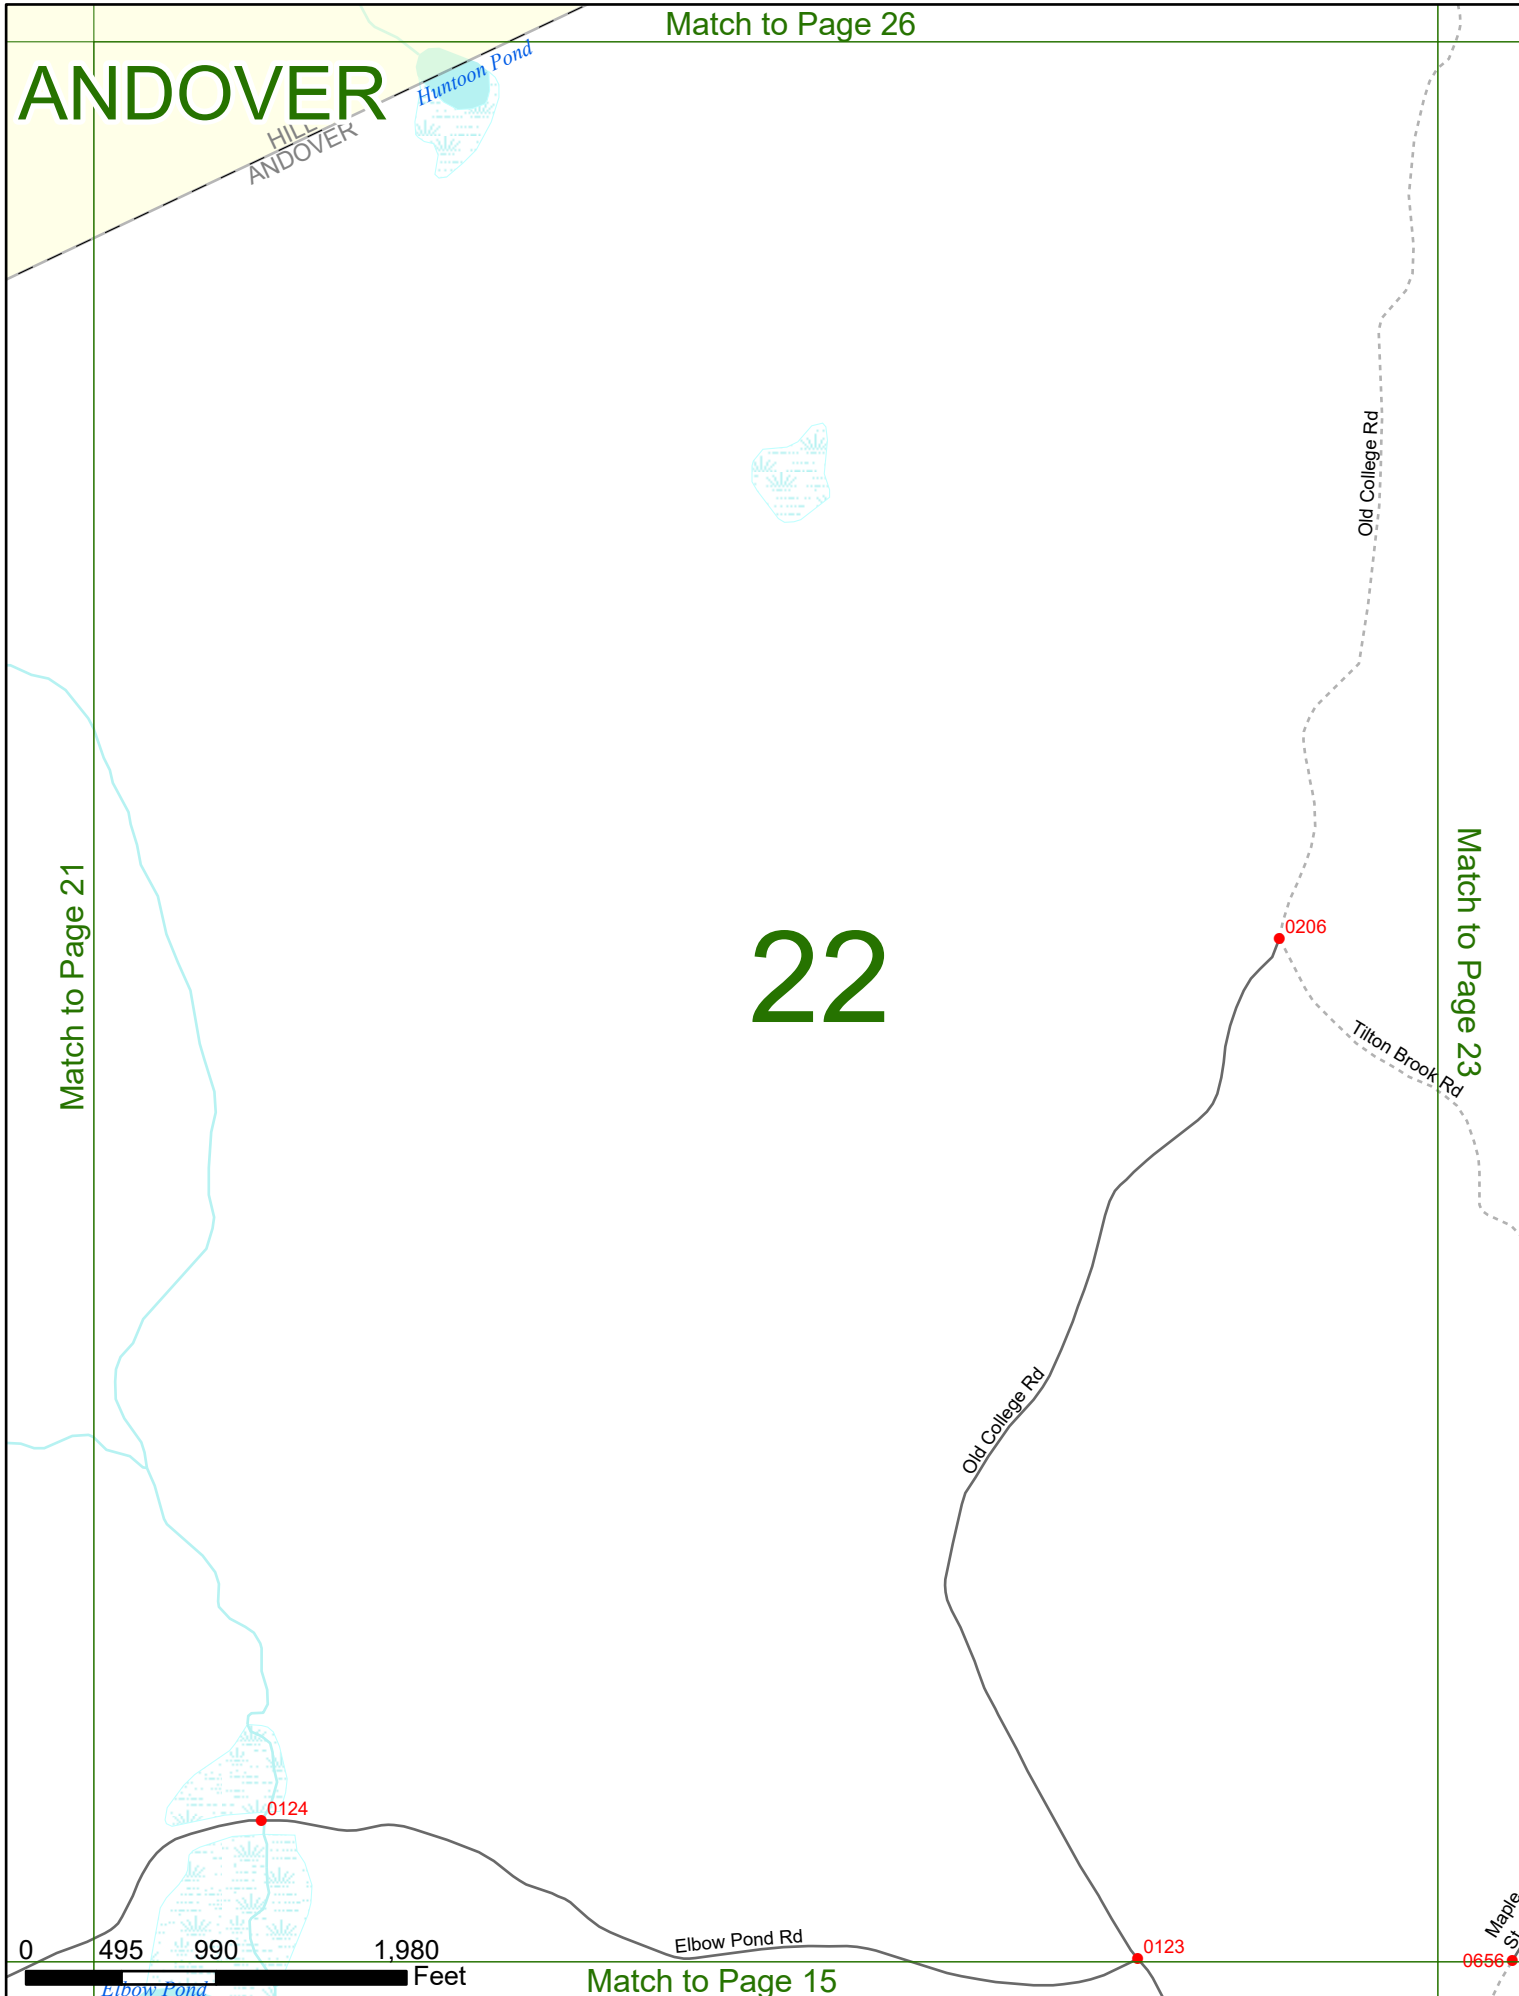 Match to Page 26
ANDOVER
Huntoon Pond
HILL
ANDOVER
Old College Rd
Match to Page 21
22
Match to Page 23
0206
Tilton Brook Rd
Old College Rd
0124
Maple St
Elbow Pond Rd
0123
0656
0 495 990 1,980
Feet
Elbow Pond
Match to Page 15